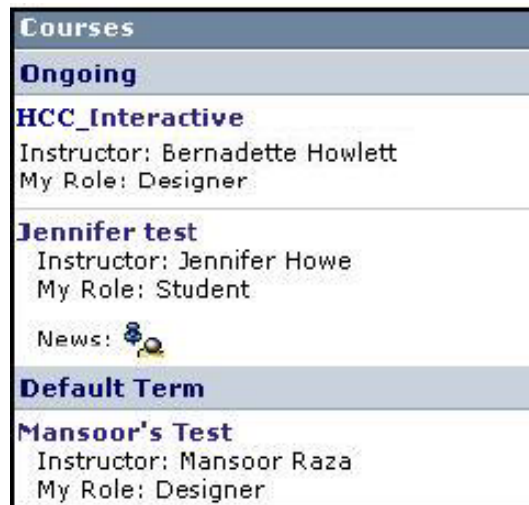 Courses
Ongoing
HCC_Interactive
Instructor: Bernadette Howlett
My Role: Designer
Jennifer test
Instructor: Jennifer Howe
My Role: Student
News:
Default Term
Mansoor's Test
Instructor: Mansoor Raza
My Role: Designer